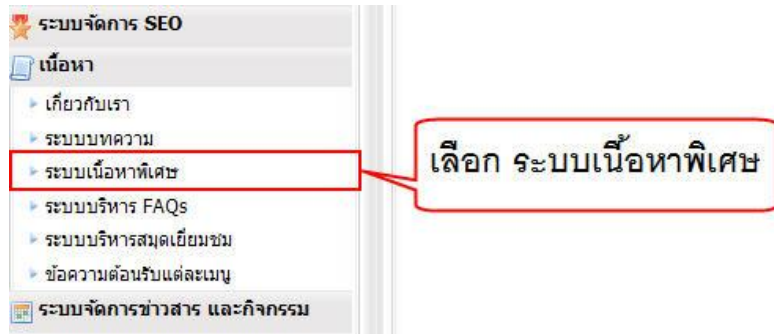 ระบบจัดการ SEO
เนื้อหา
เกี่ยวกับเรา
ระบบบทความ
ระบบเนื้อหาพิเศษ
ระบบบริหาร FAQs
ระบบบริหารสมุดเยี่ยมชม
ข้อความต้อนรับแต่ละเมนู
ระบบจัดการข่าวสาร และกิจกรรม
เลือก ระบบเนื้อหาพิเศษ